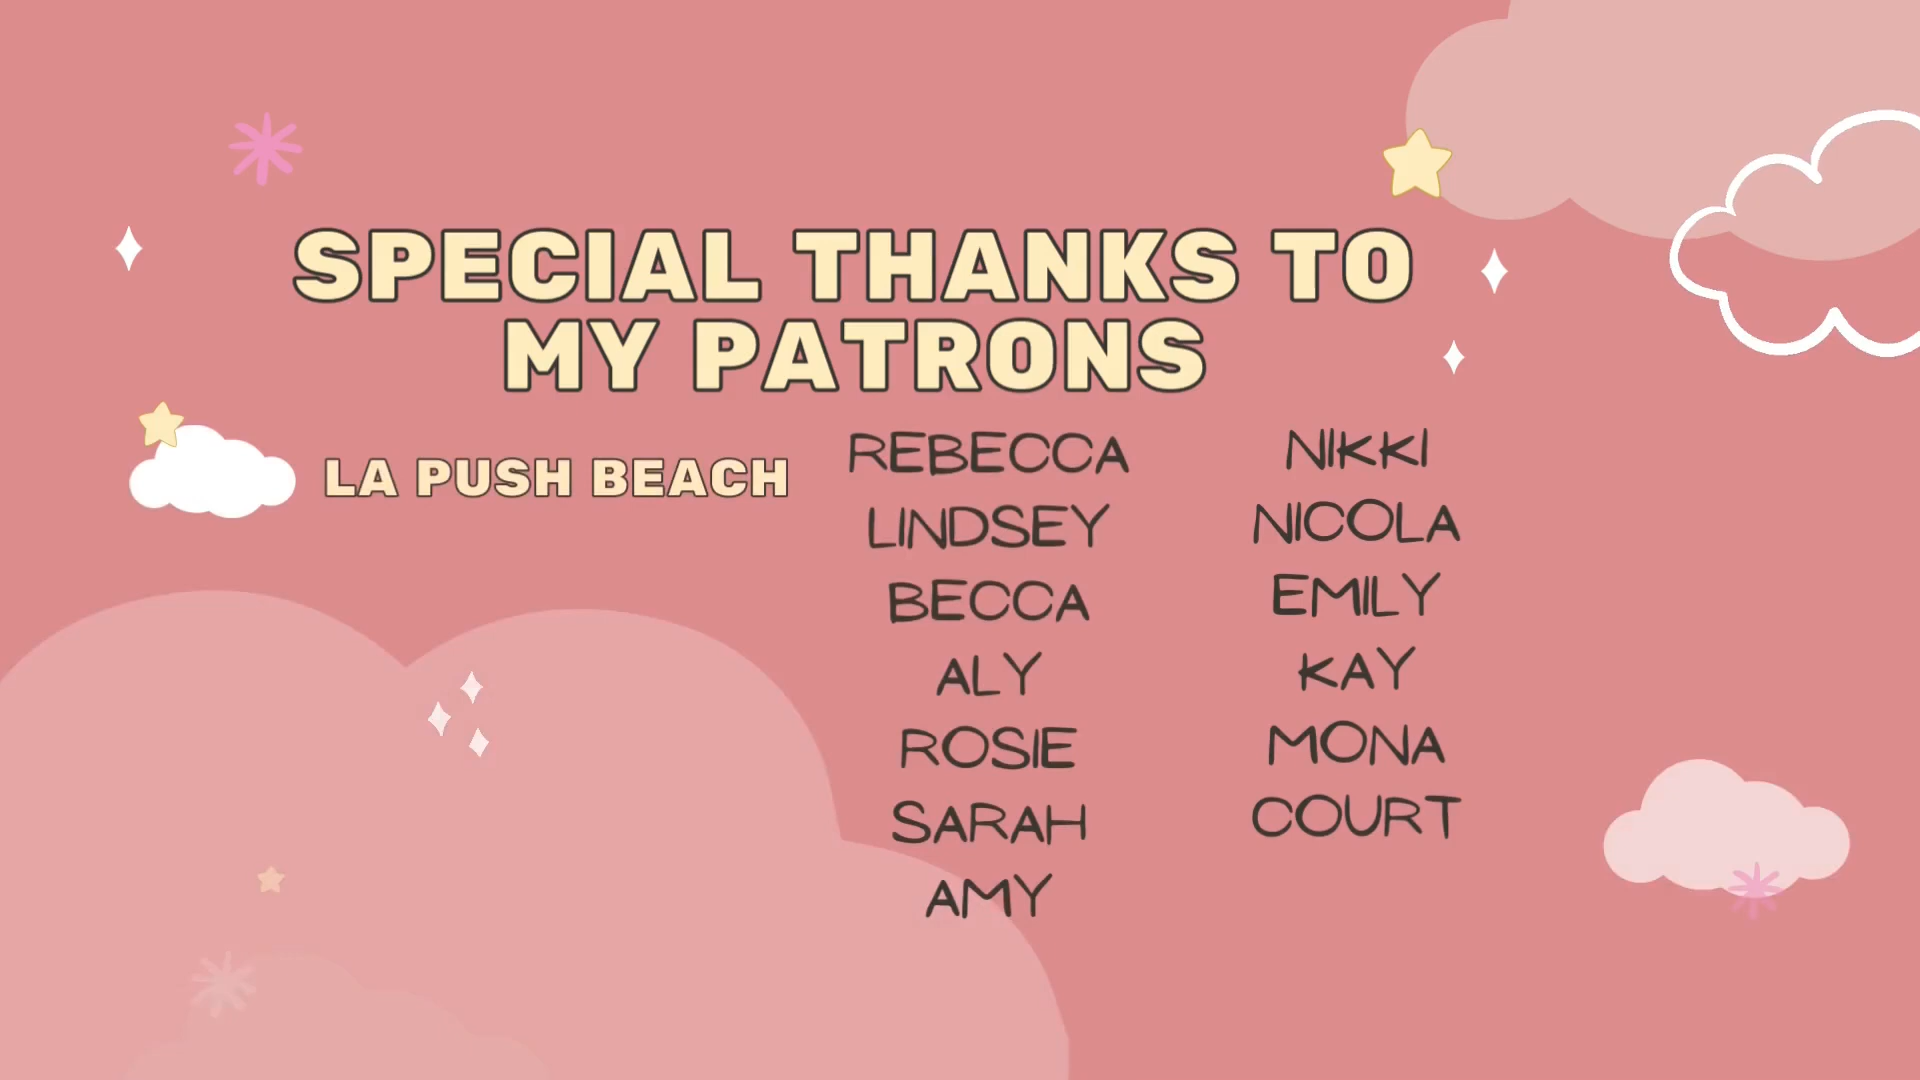 SPECIAL THANKS TO
MY PATRONS
LA PUSH BEACH
REBECCA
LINDSEY
BECCA
ALY
ROSIE
SARAH
AMY
NIKKI
NICOLA
EMILY
KAY
MONA
COURT